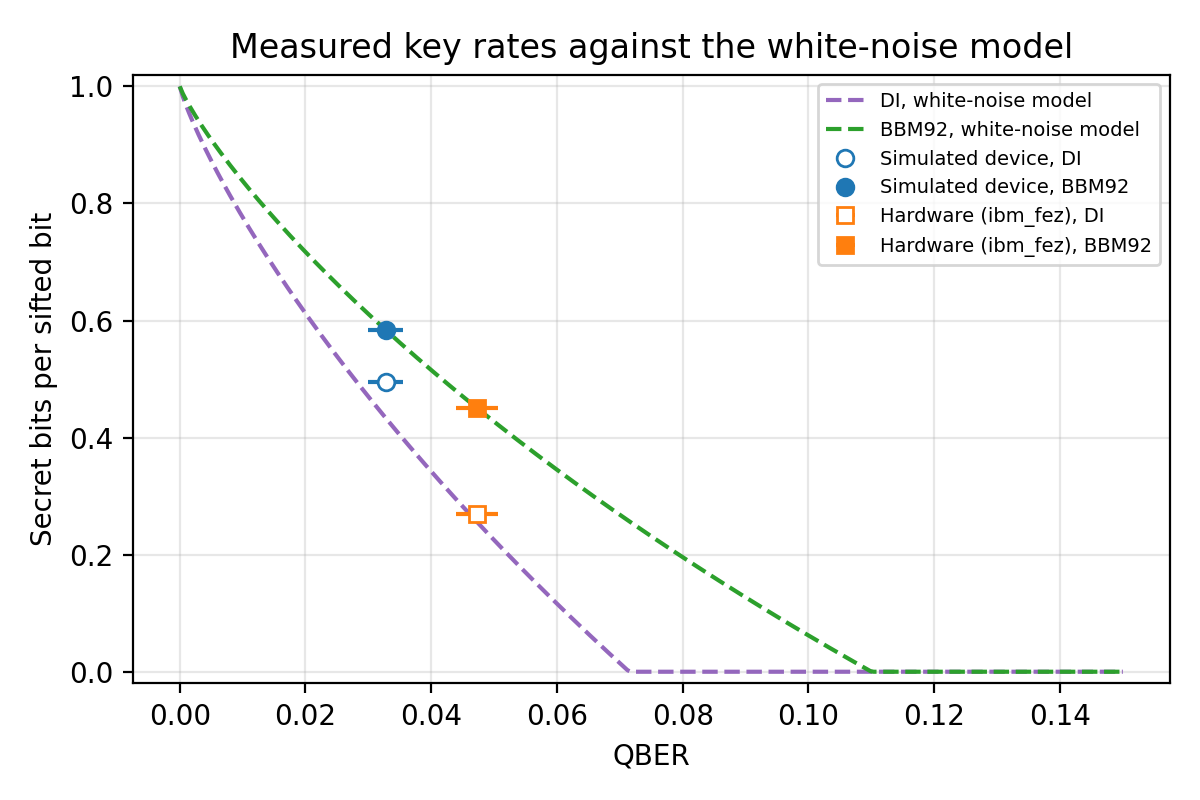 Measured key rates against the white-noise model
DI, white-noise model
BBM92, white-noise model
Simulated device, DI
Simulated device, BBM92
Hardware (ibm_fez), DI
Hardware (ibm_fez), BBM92
Secret bits per sifted bit
1.0
0.8
0.6
0.4
0.2
0.0
0.00 0.02 0.04 0.06 0.08 0.10 0.12 0.14
QBER